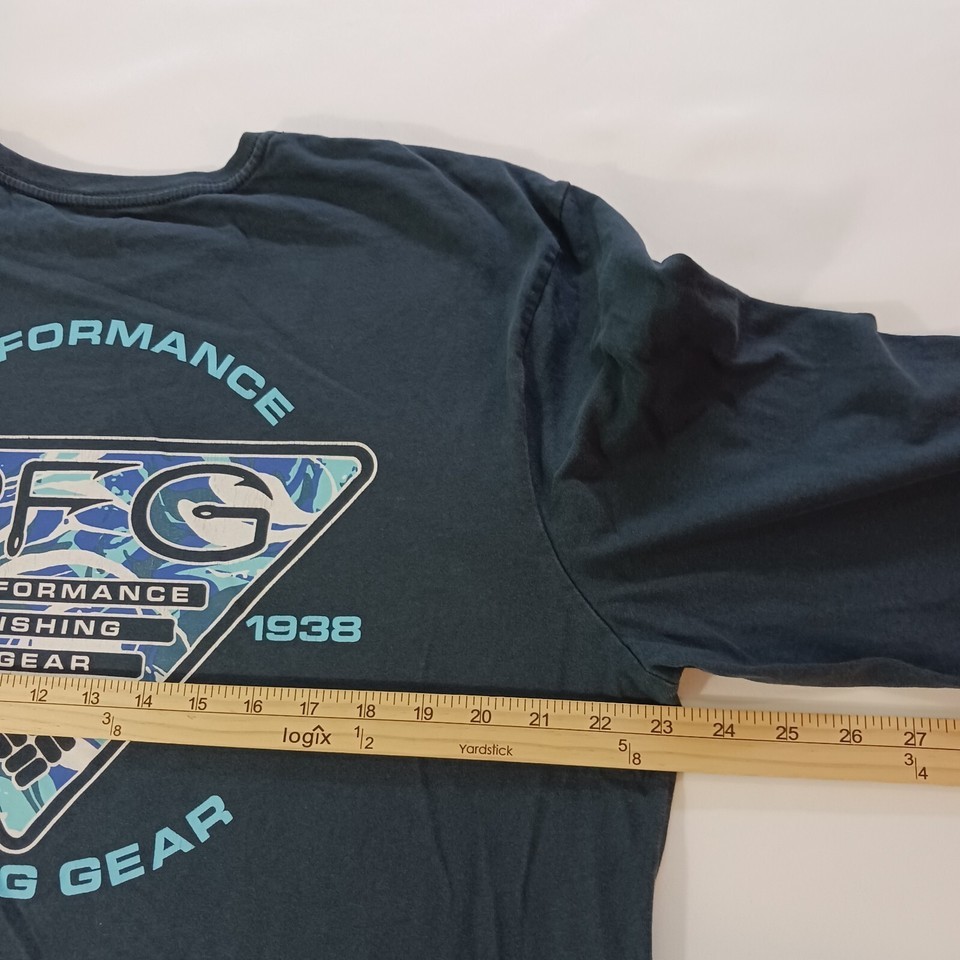 FORMANCE
FG
FORMANCE
ISHING
GEAR
1938
12 13 14 15 16 17 18 19 20 21 22 23 24 25 26 27
3/8 logîx 1/2 Yardstick 5/8 3/4
G GEAR